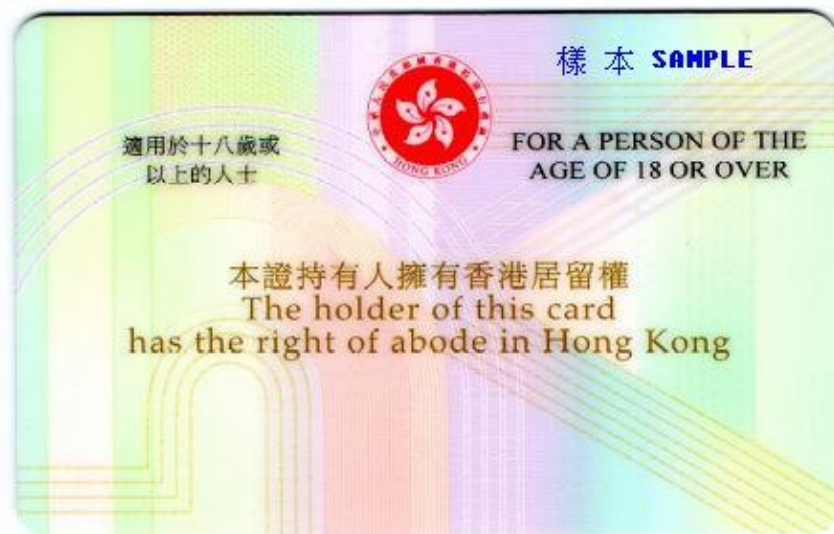 樣 本 SAMPLE
適用於十八歲或
以上的人士
HONG KONG
FOR A PERSON OF THE
AGE OF 18 OR OVER
本證持有人擁有香港居留權
The holder of this card
has the right of abode in Hong Kong